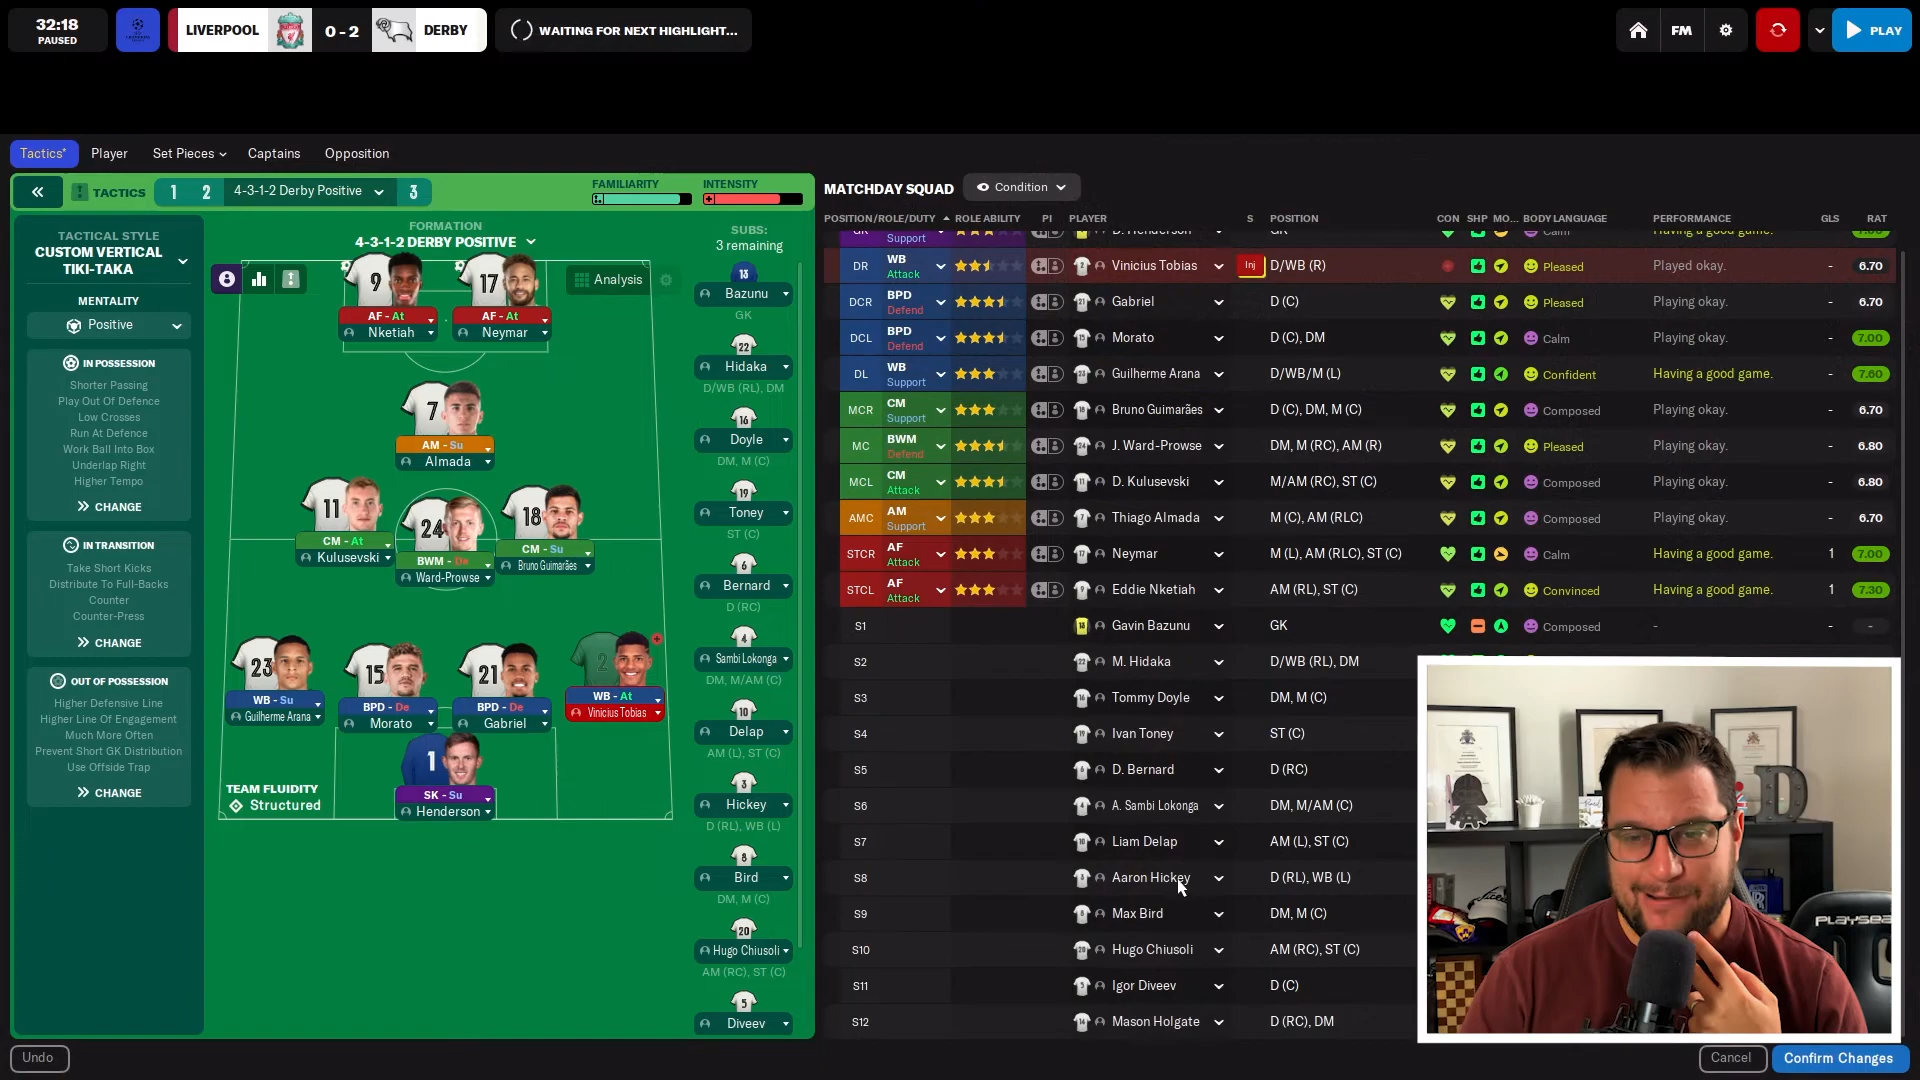 32:18
PAUSED
LIVERPOOL
0 - 2
DERBY
WAITING FOR NEXT HIGHLIGHT...
FM
PLAY
Tactics*
Player
Set Pieces
Captains
Opposition
TACTICS
1 2
4-3-1-2 Derby Positive
3
FAMILIARITY
INTENSITY
TACTICAL STYLE
CUSTOM VERTICAL
TIKI-TAKA
MENTALITY
Positive
IN POSSESSION
Shorter Passing
Play Out Of Defence
Low Crosses
Run At Defence
Work Ball Into Box
Underlap Right
Higher Tempo
CHANGE
IN TRANSITION
Take Short Kicks
Distribute To Full-Backs
Counter
Counter-Press
CHANGE
OUT OF POSSESSION
Higher Defensive Line
Higher Line Of Engagement
Much More Often
Prevent Short GK Distribution
Use Offside Trap
CHANGE
FORMATION
4-3-1-2 DERBY POSITIVE
Analysis
9
AF - At
Nketiah
17
AF - At
Neymar
7
AM - Su
Almada
11
CM - At
Kulusevski
24
BWM - De
Ward-Prowse
18
CM - Su
Bruno Guimarães
23
WB - Su
Guilherme Arana
15
BPD - De
Morato
21
BPD - De
Gabriel
2
WB - At
Vinicius Tobias
1
SK - Su
Henderson
TEAM FLUIDITY
Structured
SUBS:
3 remaining
13
Bazunu
GK
22
Hidaka
D/WB (RL), DM
16
Doyle
DM, M (C)
19
Toney
ST (C)
6
Bernard
D (RC)
4
Sambi Lokonga
DM, M/AM (C)
10
Delap
AM (L), ST (C)
3
Hickey
D (RL), WB (L)
8
Bird
DM, M (C)
20
Hugo Chiusoli
AM (RC), ST (C)
5
Diveev
MATCHDAY SQUAD
Condition
POSITION/ROLE/DUTY ROLE ABILITY PI PLAYER S POSITION CON SHP MO... BODY LANGUAGE PERFORMANCE GLS RAT
GK Support D. Henderson GK Calm Having a good game. - 7.00
DR WB Attack Vinicius Tobias Inj D/WB (R) Pleased Played okay. - 6.70
DCR BPD Defend Gabriel D (C) Pleased Playing okay. - 6.70
DCL BPD Defend Morato D (C), DM Calm Playing okay. - 7.00
DL WB Support Guilherme Arana D/WB/M (L) Confident Having a good game. - 7.60
MCR CM Support Bruno Guimarães D (C), DM, M (C) Composed Playing okay. - 6.70
MC BWM Defend J. Ward-Prowse DM, M (RC), AM (R) Pleased Playing okay. - 6.80
MCL CM Attack D. Kulusevski M/AM (RC), ST (C) Composed Playing okay. - 6.80
AMC AM Support Thiago Almada M (C), AM (RLC) Composed Playing okay. - 6.70
STCR AF Attack Neymar M (L), AM (RLC), ST (C) Calm Having a good game. 1 7.00
STCL AF Attack Eddie Nketiah AM (RL), ST (C) Convinced Having a good game. 1 7.30
S1 Gavin Bazunu GK Composed - - -
S2 M. Hidaka D/WB (RL), DM
S3 Tommy Doyle DM, M (C)
S4 Ivan Toney ST (C)
S5 D. Bernard D (RC)
S6 A. Sambi Lokonga DM, M/AM (C)
S7 Liam Delap AM (L), ST (C)
S8 Aaron Hickey D (RL), WB (L)
S9 Max Bird DM, M (C)
S10 Hugo Chiusoli AM (RC), ST (C)
S11 Igor Diveev D (C)
S12 Mason Holgate D (RC), DM
PLAYSEA
Undo
Cancel
Confirm Changes